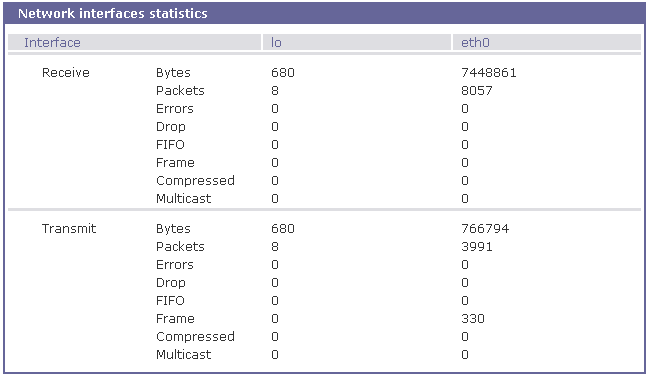 Network interfaces statistics
Interface lo eth0
Receive Bytes 680 7448861
Packets 8 8057
Errors 0 0
Drop 0 0
FIFO 0 0
Frame 0 0
Compressed 0 0
Multicast 0 0
Transmit Bytes 680 766794
Packets 8 3991
Errors 0 0
Drop 0 0
FIFO 0 0
Frame 0 330
Compressed 0 0
Multicast 0 0